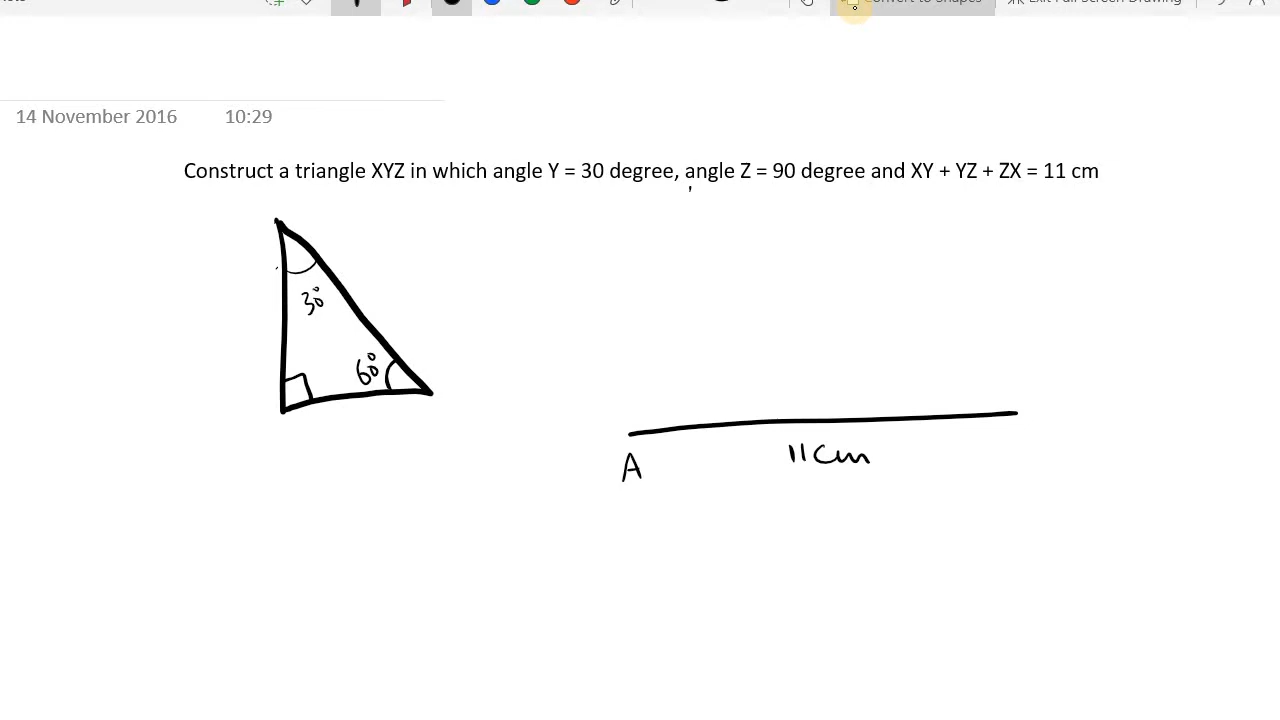 14 November 2016 10:29
Construct a triangle XYZ in which angle Y = 30 degree, angle Z = 90 degree and XY + YZ + ZX = 11 cm
30°
60°
11cm
A